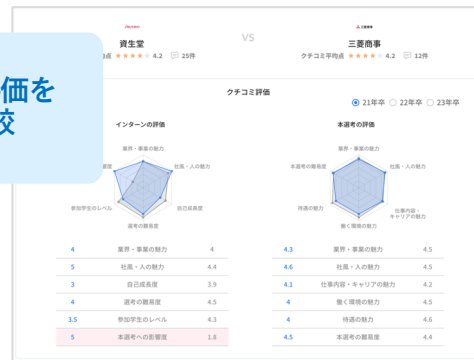 価を
較
VS
資生堂
三菱商事
点 ★★★★★ 4.2 25件
クチコミ平均点 ★★★★★ 4.2 12件
クチコミ評価
21年卒 22年卒 23年卒
インターンの評価
本選考の評価
業界・事業の魅力
社風・人の魅力
自己成長度
選考の難易度
参加学生のレベル
業界・事業の魅力
社風・人の魅力
仕事内容・
キャリアの魅力
働く環境の魅力
待遇の魅力
本選考の難易度
4 業界・事業の魅力 4
5 社風・人の魅力 4.4
3 自己成長度 3.9
4 選考の難易度 4.5
3.5 参加学生のレベル 4.3
5 本選考への影響度 1.8
4.3 業界・事業の魅力 4.5
4.6 社風・人の魅力 4.5
4.1 仕事内容・キャリアの魅力 4.2
4 働く環境の魅力 4.5
4 待遇の魅力 4.6
4.5 本選考の難易度 4.4